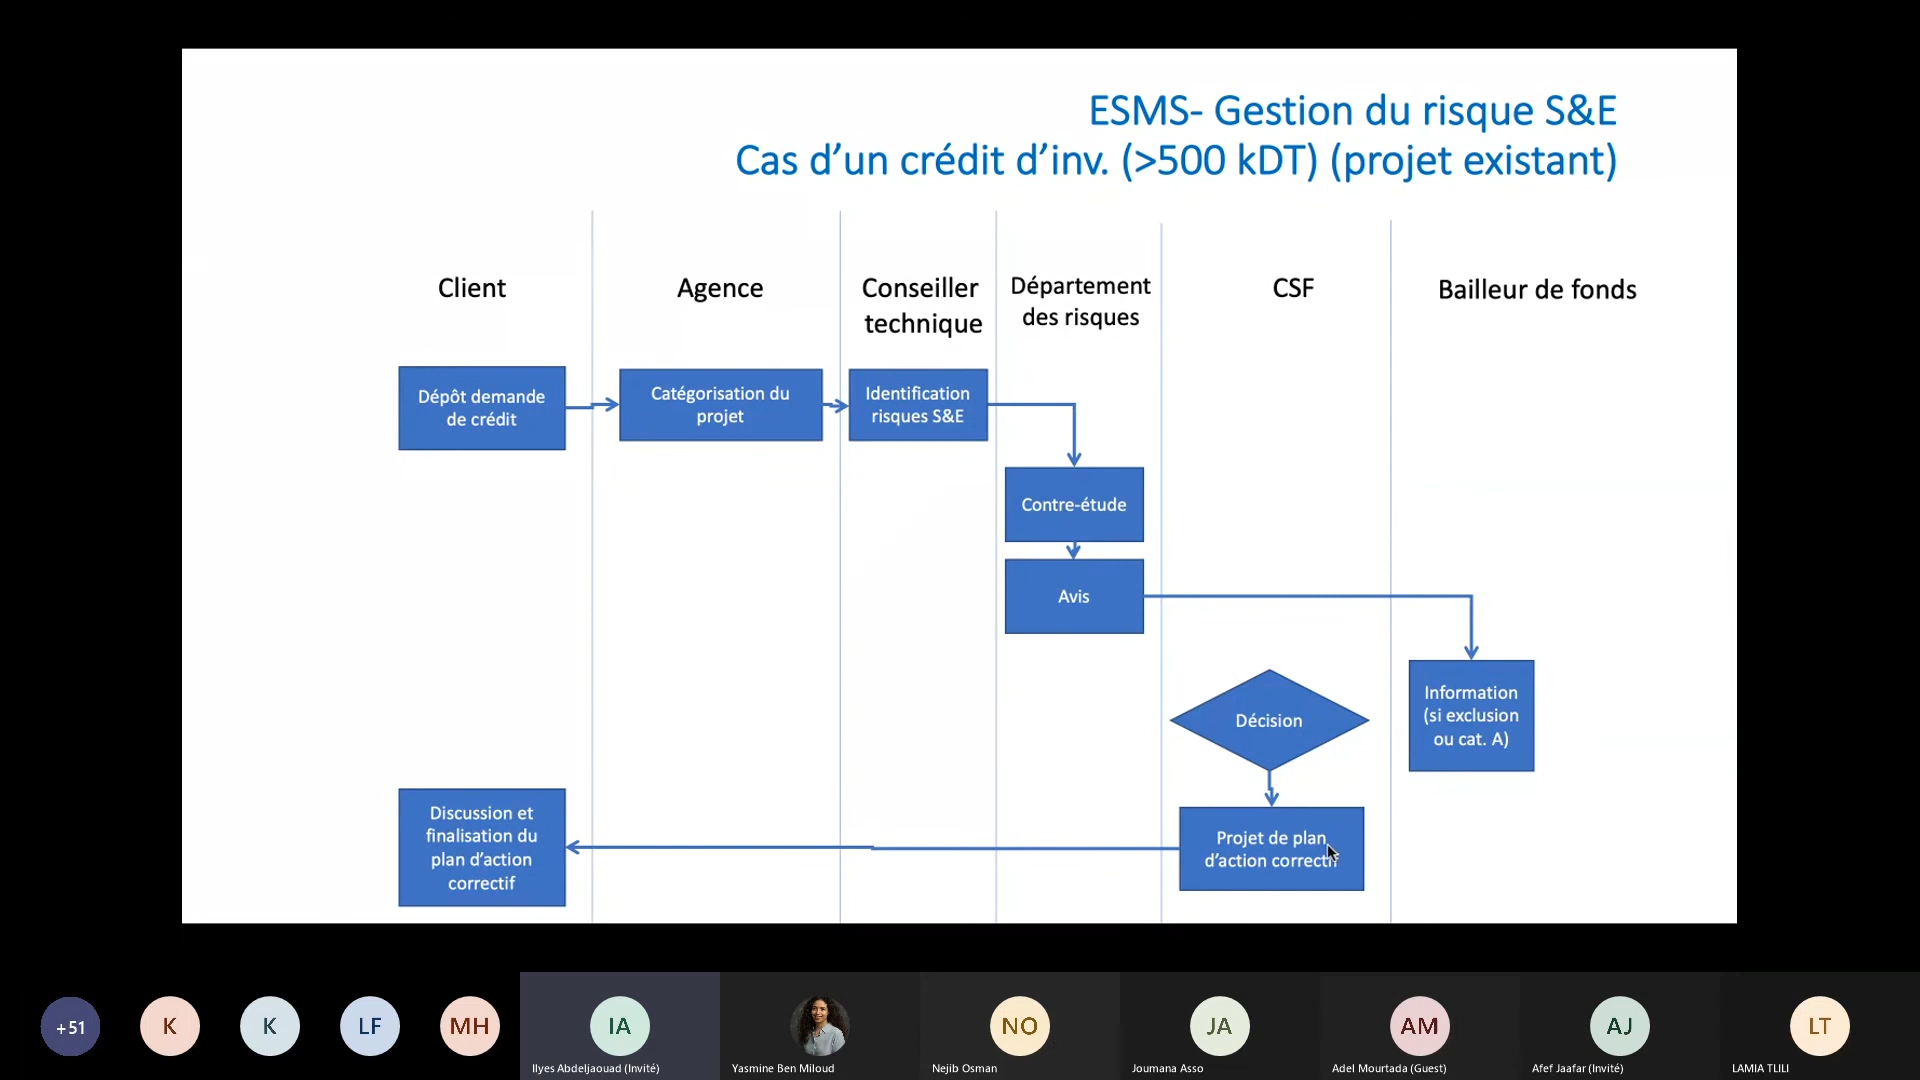 ESMS- Gestion du risque S&E
Cas d’un crédit d’inv. (>500 kDT) (projet existant)
Client
Agence
Conseiller
technique
Département
des risques
CSF
Bailleur de fonds
Dépôt demande
de crédit
Catégorisation du
projet
Identification
risques S&E
Contre-étude
Avis
Information
(si exclusion
ou cat. A)
Décision
Projet de plan
d’action correctif
Discussion et
finalisation du
plan d’action
correctif
+51
K
K
LF
MH
IA
NO
JA
AM
AJ
LT
Ilyes Abdeljaouad (Invité)
Yasmine Ben Miloud
Nejib Osman
Joumana Asso
Adel Mourtada (Guest)
Afef Jaafar (Invité)
LAMIA TLILI